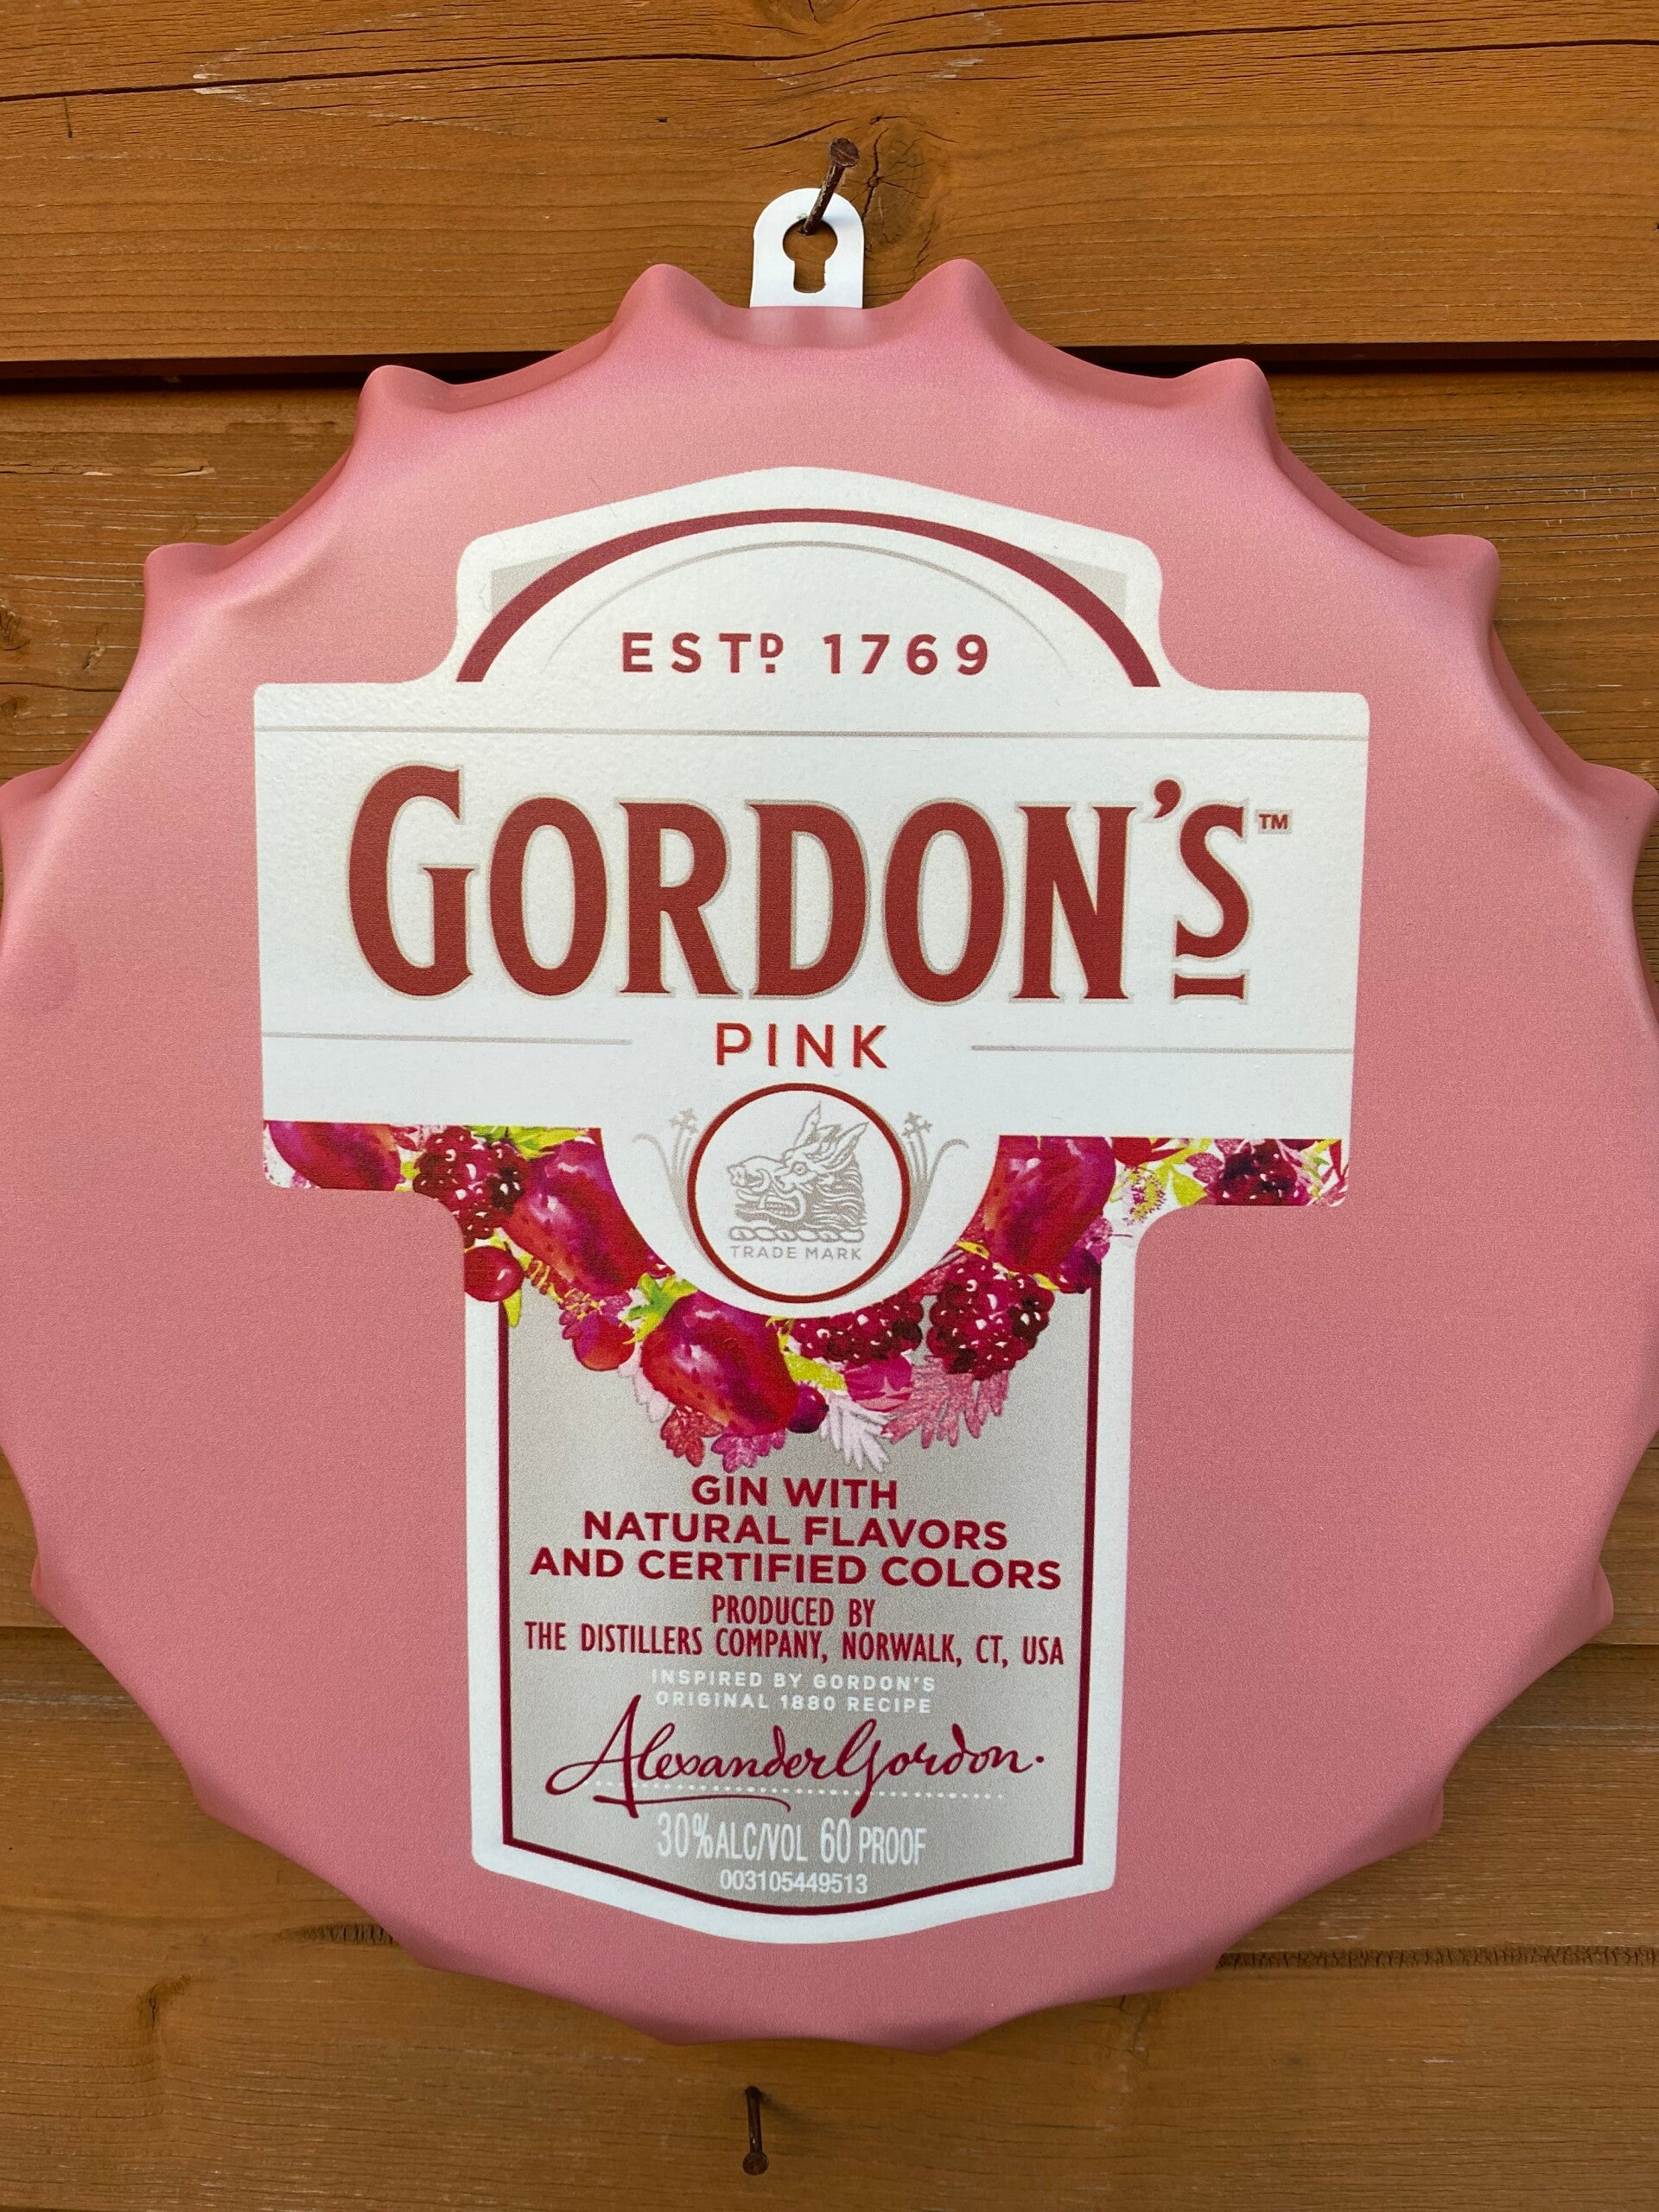 ESTD. 1769
GORDON'S™
PINK
TRADE MARK
GIN WITH
NATURAL FLAVORS
AND CERTIFIED COLORS
PRODUCED BY
THE DISTILLERS COMPANY, NORWALK, CT, USA
INSPIRED BY GORDON'S
ORIGINAL 1880 RECIPE
Alexander Gordon.
30%ALC/VOL 60 PROOF
003105449513